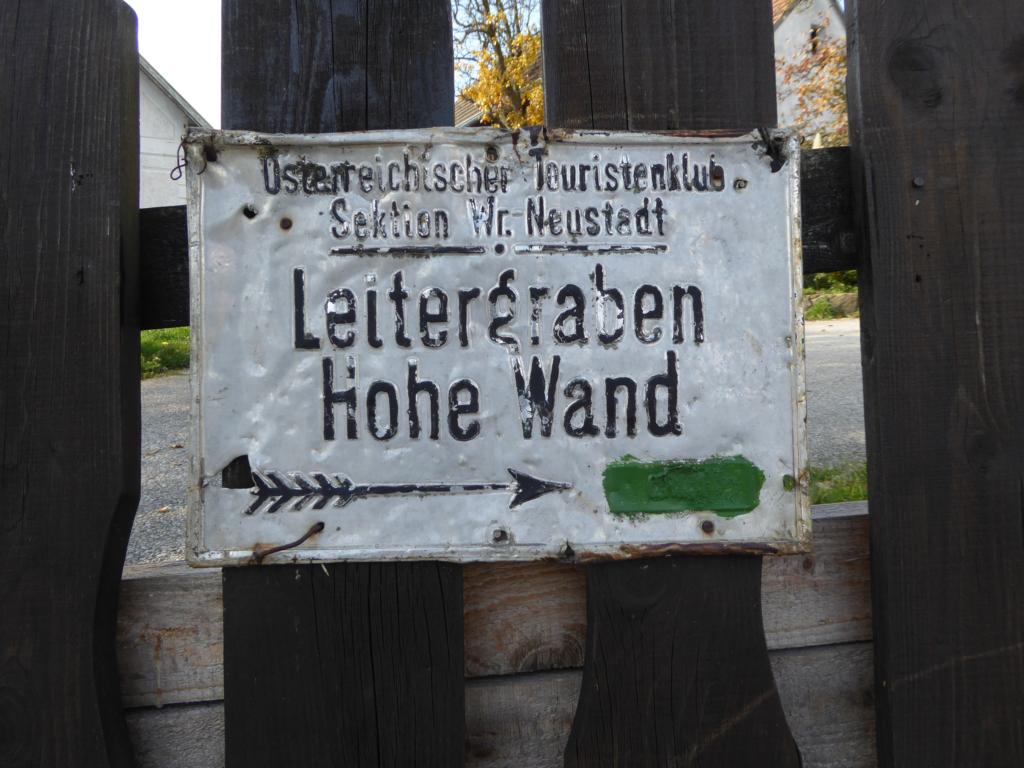 Österreichischer Touristenklub
Sektion Wr. Neustadt
Leitergraben
Hohe Wand